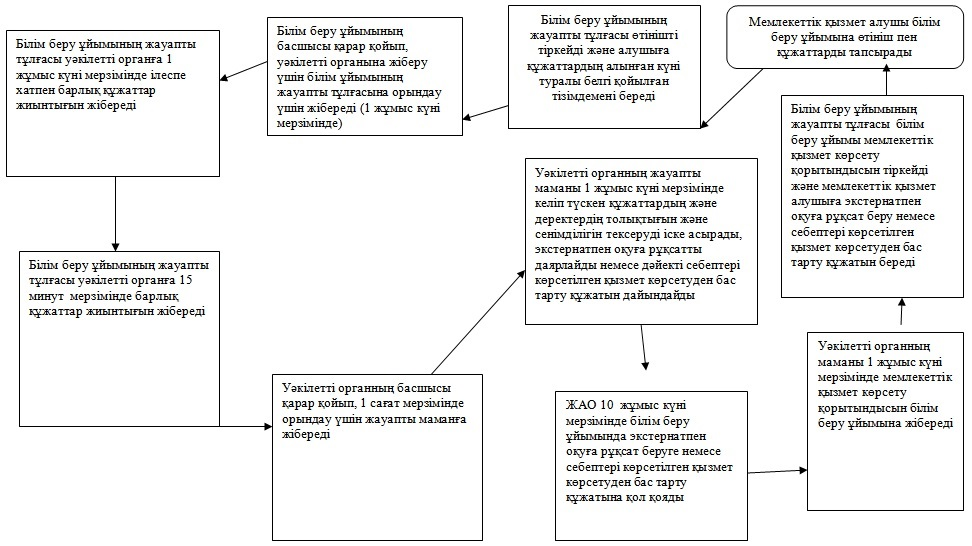 Мемлекеттік қызмет алушы білім
беру ұйымына өтініш пен
құжаттарды тапсырады
Білім беру ұйымының
жауапты тұлғасы өтінішті
тіркейді және алушыға
құжаттардың алынған күні
туралы белгі қойылған
тізімдемені береді
Білім беру ұйымының
басшысы қарар қойып,
уәкілетті органына жіберу
үшін білім ұйымының
жауапты тұлғасына орындау
үшін жібереді (1 жұмыс күні
мерзімінде)
Білім беру ұйымының жауапты
тұлғасы уәкілетті органға 1
жұмыс күні мерзімінде ілеспе
хатпен барлық құжаттар
жиынтығын жібереді
Білім беру ұйымының жауапты
тұлғасы уәкілетті органға 15
минут мерзімінде барлық
құжаттар жиынтығын жібереді
Уәкілетті органның басшысы
қарар қойып, 1 сағат мерзімінде
орындау үшін жауапты маманға
жібереді
Уәкілетті органның жауапты
маманы 1 жұмыс күні мерзімінде
келіп түскен құжаттардың және
деректердің толықтығын және
сенімділігін тексеруді іске асырады,
экстернатпен оқуға рұқсатты
даярлайды немесе дәйекті себептері
көрсетілген қызмет көрсетуден бас
тарту құжатын дайындайды
ЖАО 10 жұмыс күні
мерзімінде білім беру
ұйымында экстернатпен
оқуға рұқсат беруге немесе
себептері көрсетілген қызмет
көрсетуден бас тарту
құжатына қол қояды
Уәкілетті органның
маманы 1 жұмыс күні
мерзімінде мемлекеттік
қызмет көрсету
қорытындысын білім
беру ұйымына жібереді
Білім беру ұйымының
жауапты тұлғасы білім
беру ұйымы мемлекеттік
қызмет көрсету
қорытындысын тіркейді
және мемлекеттік қызмет
алушыға экстернатпен
оқуға рұқсат беру немесе
себептері көрсетілген
қызмет көрсетуден бас
тарту құжатын береді